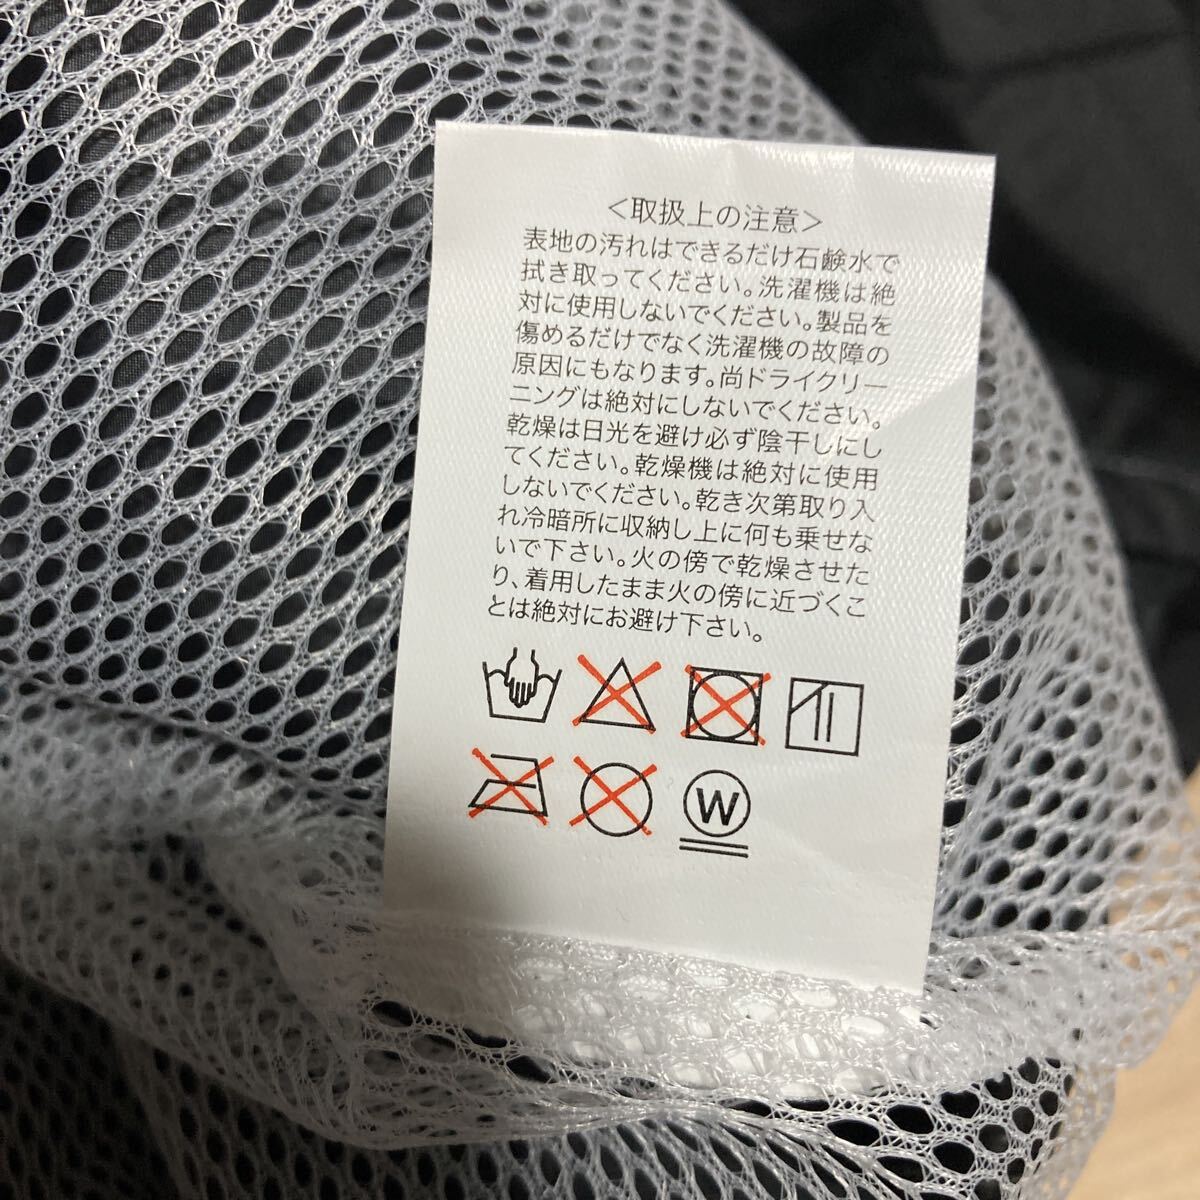 <取扱上の注意>
表地の汚れはできるだけ石鹸水で
拭き取ってください。洗濯機は絶
対に使用しないでください。製品を
傷めるだけでなく洗濯機の故障の
原因にもなります。尚ドライクリー
ニングは絶対にしないでください。
乾燥は日光を避け必ず陰干しにし
てください。乾燥機は絶対に使用
しないでください。乾き次第取り入
れ冷暗所に収納し上に何も乗せな
いで下さい。火の傍で乾燥させた
り、着用したまま火の傍に近づくこ
とは絶対にお避け下さい。
W